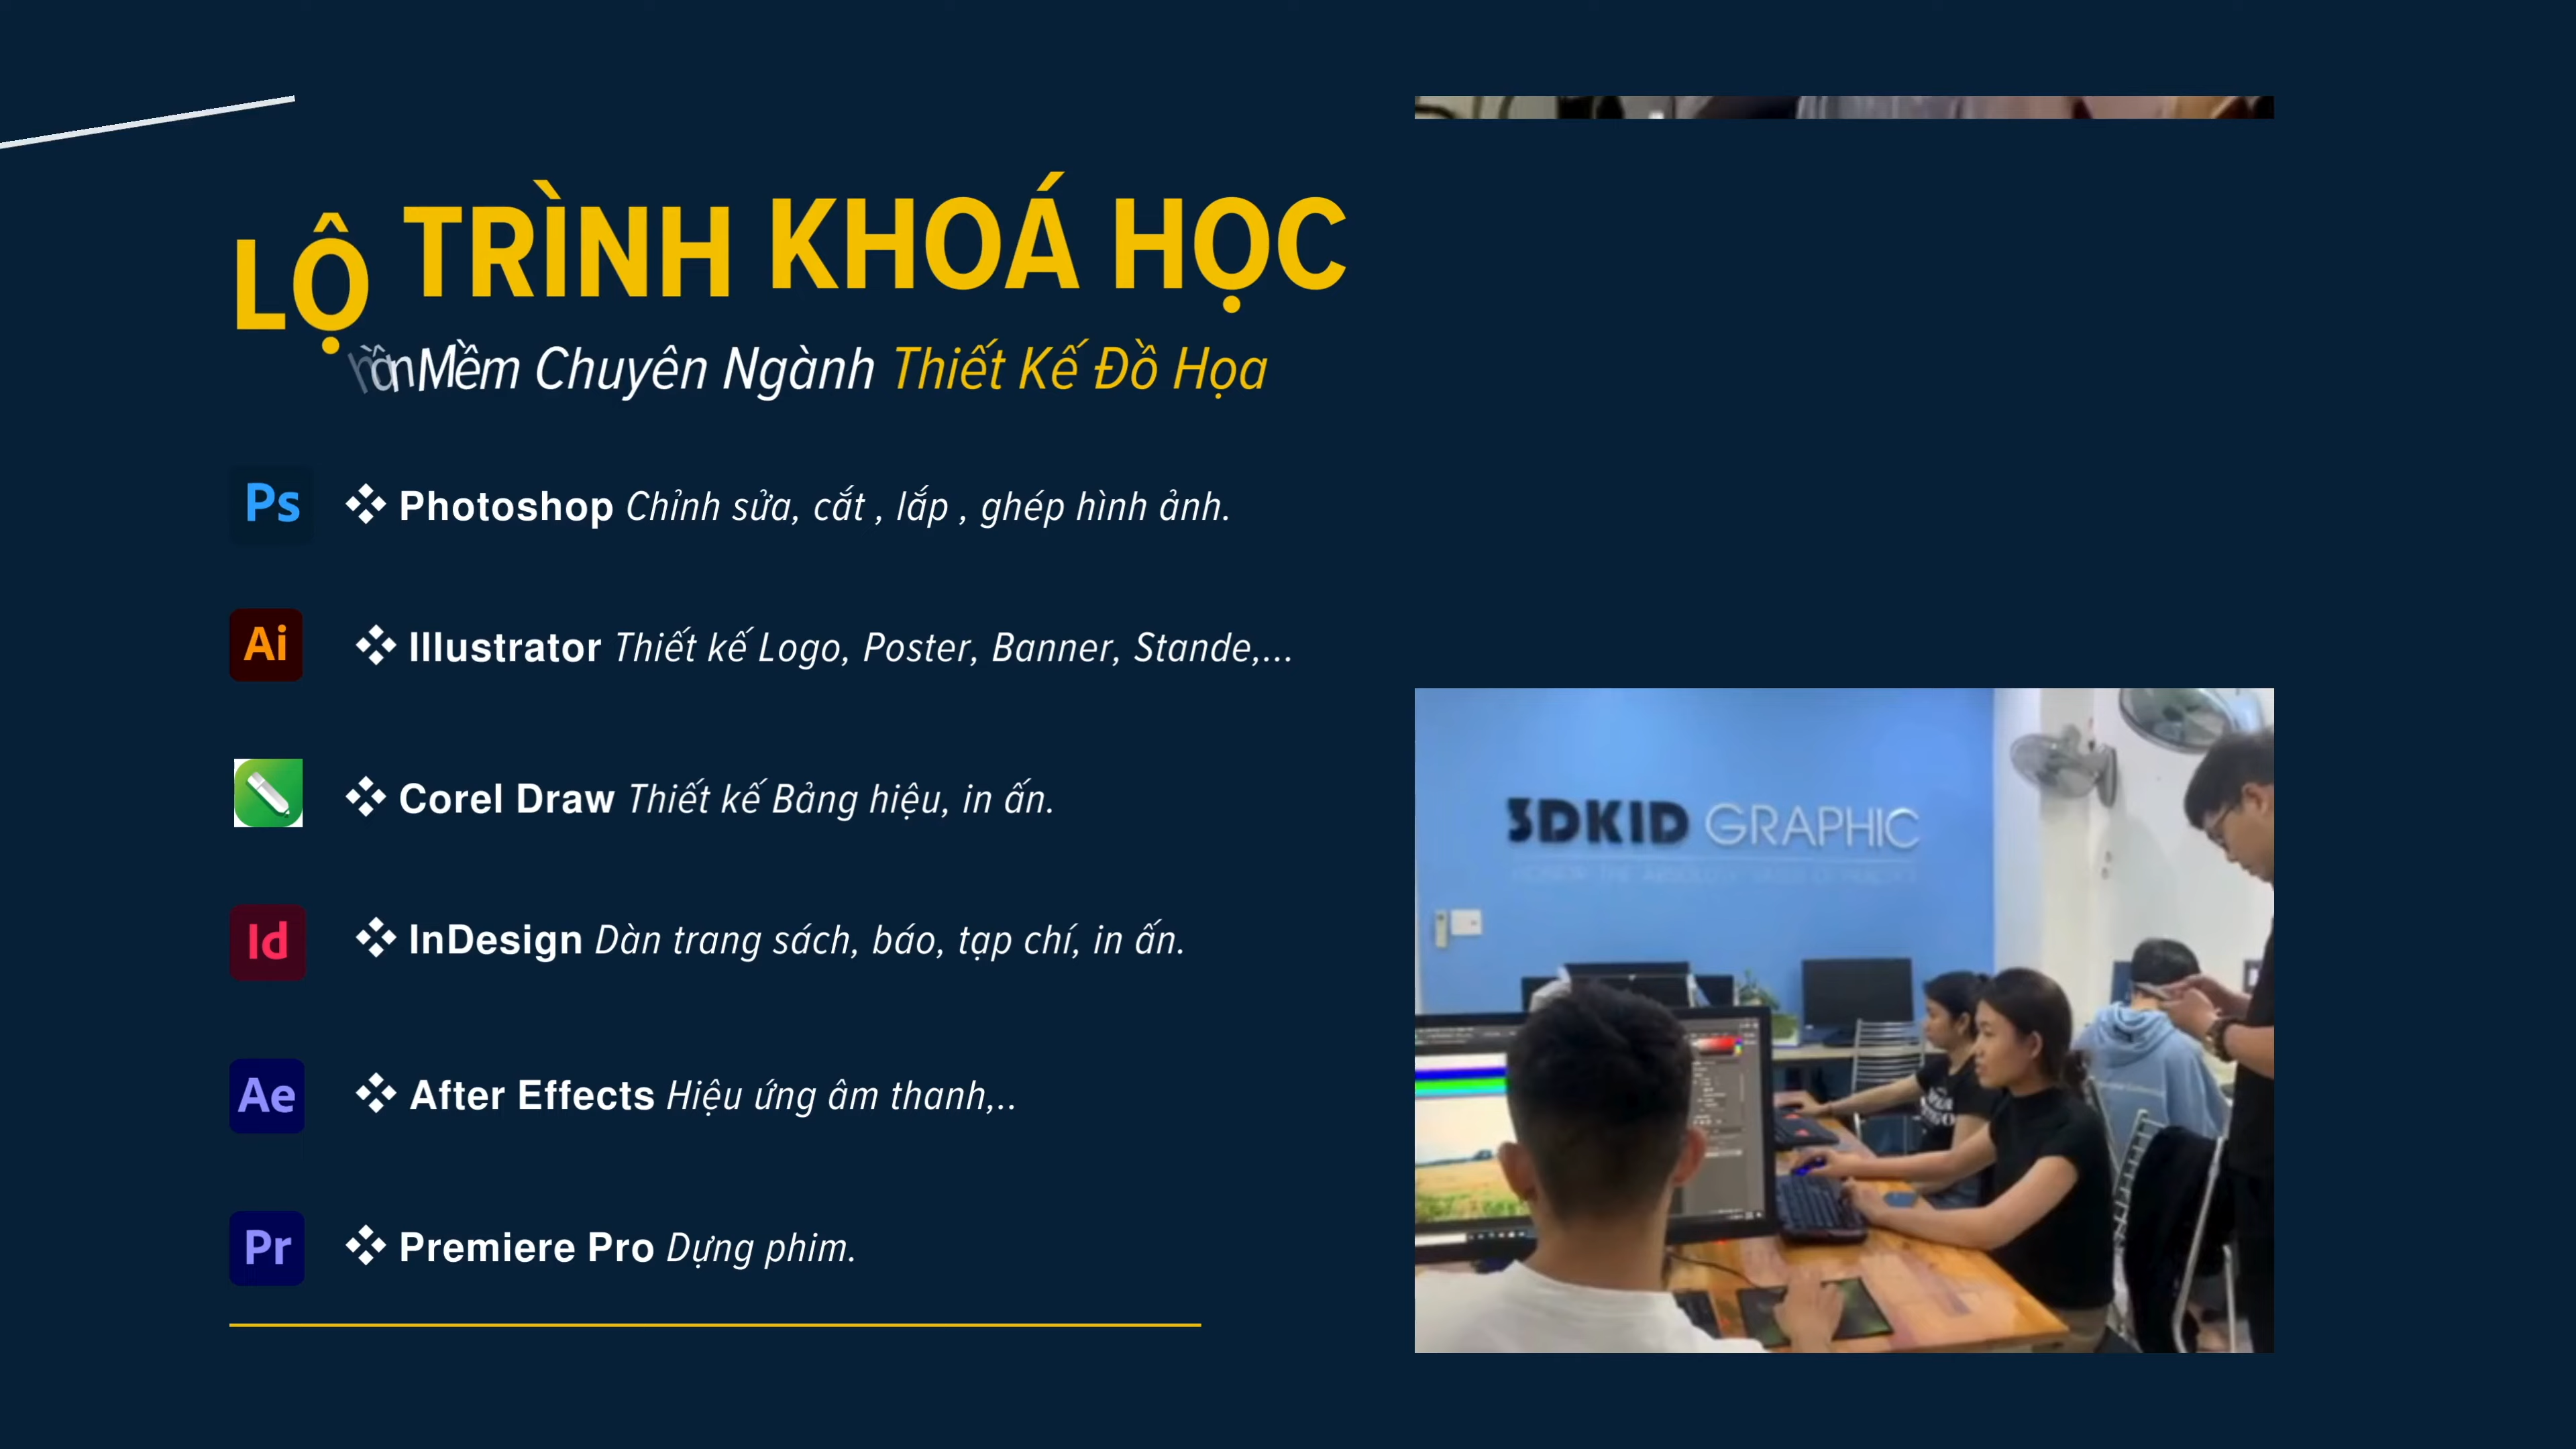 LỘ TRÌNH KHOÁ HỌC
Mềm Chuyên Ngành Thiết Kế Đồ Họa
Ps ❖ Photoshop Chỉnh sửa, cắt , lắp , ghép hình ảnh.
Ai ❖ Illustrator Thiết kế Logo, Poster, Banner, Stande,...
❖ Corel Draw Thiết kế Bảng hiệu, in ấn.
Id ❖ InDesign Dàn trang sách, báo, tạp chí, in ấn.
Ae ❖ After Effects Hiệu ứng âm thanh,..
Pr ❖ Premiere Pro Dựng phim.
3DKID GRAPHIC